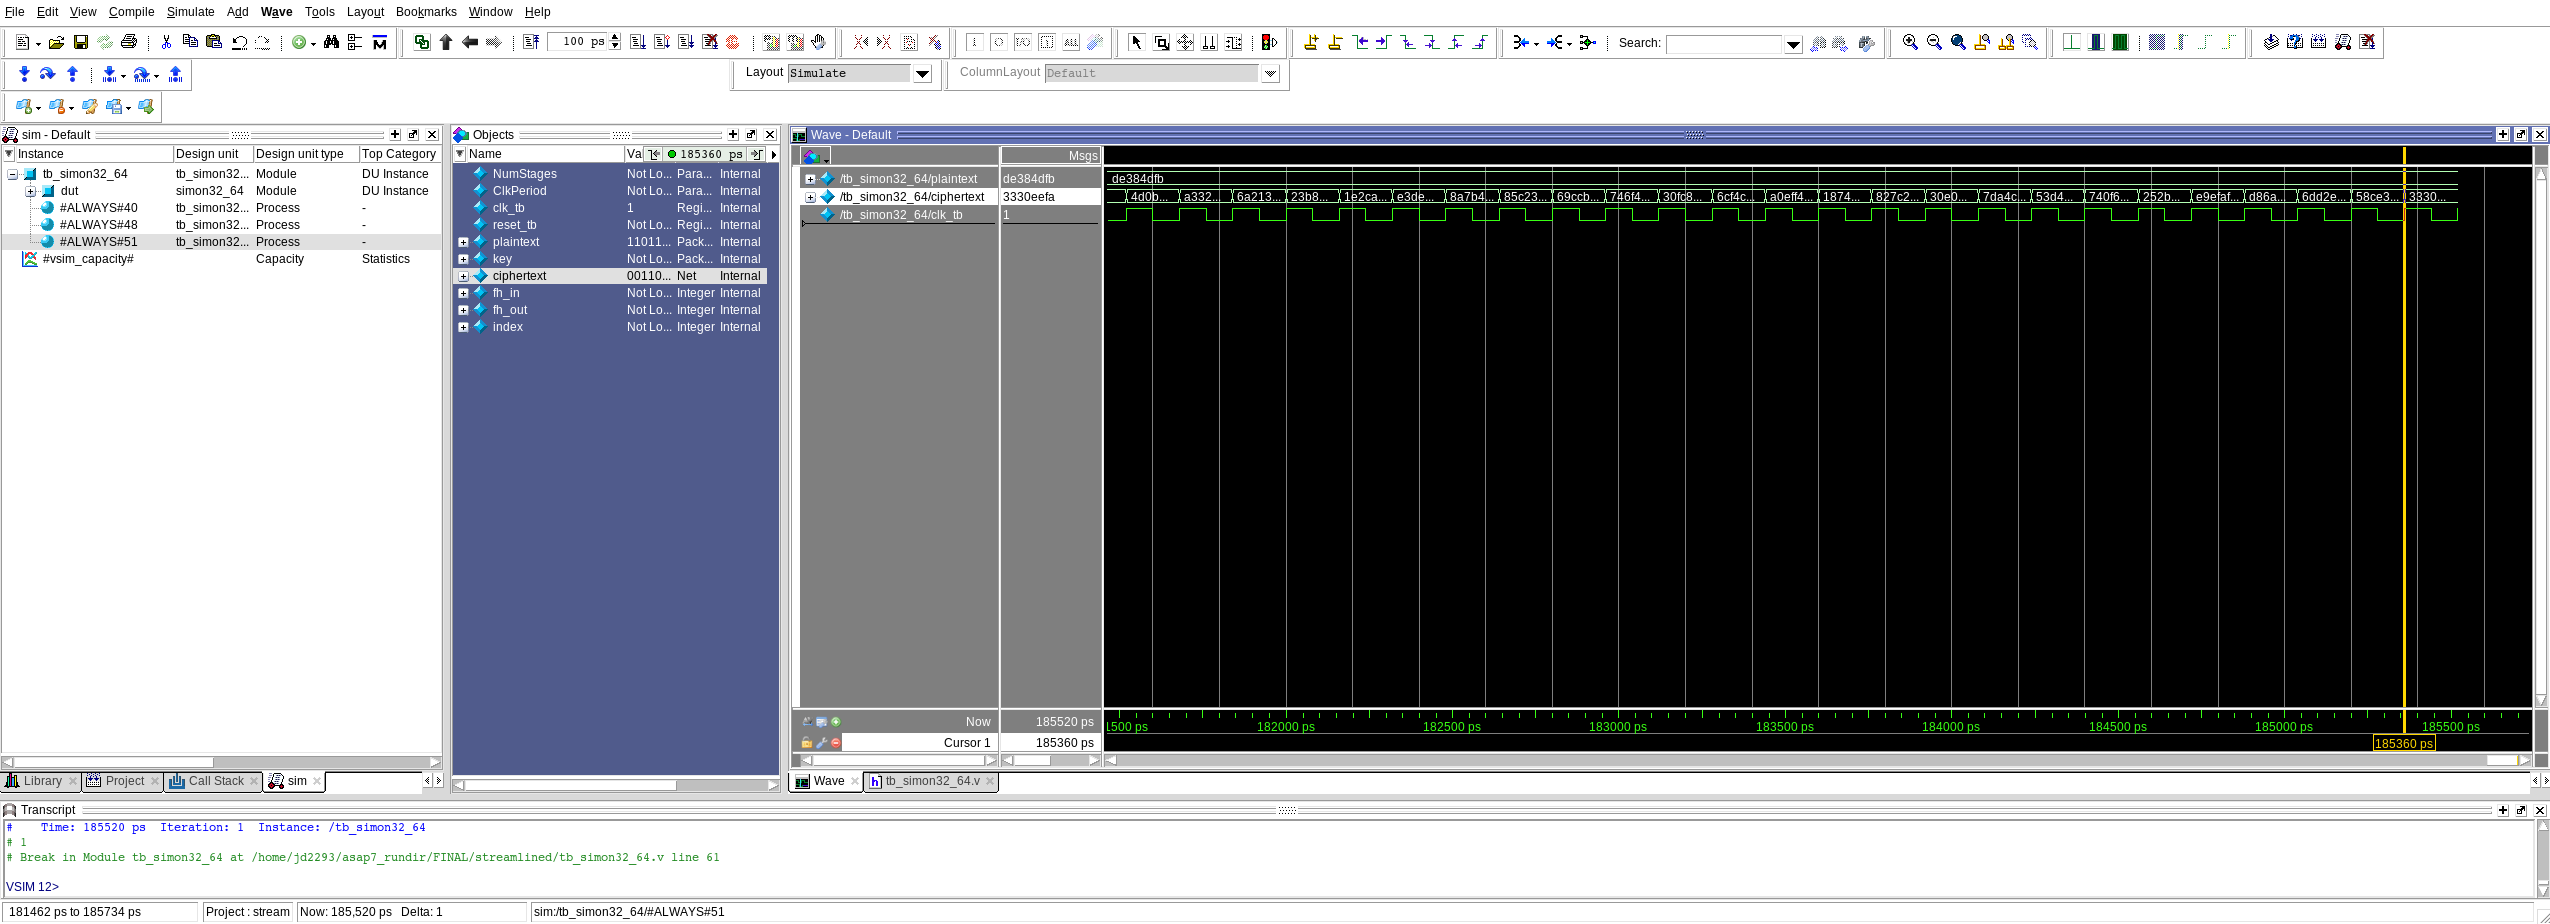 File Edit View Compile Simulate Add Wave Tools Layout Bookmarks Window Help
100 ps
Search:
Layout Simulate
ColumnLayout Default
sim - Default
Instance Design unit Design unit type Top Category
tb_simon32_64 tb_simon32... Module DU Instance
dut simon32_64 Module DU Instance
#ALWAYS#40 tb_simon32... Process -
#ALWAYS#48 tb_simon32... Process -
#ALWAYS#51 tb_simon32... Process -
#vsim_capacity# Capacity Statistics
Library Project Call Stack sim
Objects
Name Va 185360 ps
NumStages Not Lo... Para... Internal
ClkPeriod Not Lo... Para... Internal
clk_tb 1 Regi... Internal
reset_tb Not Lo... Regi... Internal
plaintext 11011... Pack... Internal
key Not Lo... Pack... Internal
ciphertext 00110... Net Internal
fh_in Not Lo... Integer Internal
fh_out Not Lo... Integer Internal
index Not Lo... Integer Internal
Wave - Default
Msgs
/tb_simon32_64/plaintext de384dfb de384dfb
/tb_simon32_64/ciphertext 3330eefa 4d0b... a332... 6a213... 23b8... 1e2ca... e3de... 8a7b4... 85c23... 69ccb... 746f4... 30fc8... 6cf4c... a0eff4... 1874... 827c2... 30e0... 7da4c... 53d4... 740f6... 252b... e9efaf... d86a... 6dd2e... 58ce3... 3330...
/tb_simon32_64/clk_tb 1
Now 185520 ps 500 ps 182000 ps 182500 ps 183000 ps 183500 ps 184000 ps 184500 ps 185000 ps 185500 ps
Cursor 1 185360 ps 185360 ps
Wave tb_simon32_64.v
Transcript
# Time: 185520 ps Iteration: 1 Instance: /tb_simon32_64
# 1
# Break in Module tb_simon32_64 at /home/jd2293/asap7_rundir/FINAL/streamlined/tb_simon32_64.v line 61
VSIM 12>
181462 ps to 185734 ps Project : stream Now: 185,520 ps Delta: 1 sim:/tb_simon32_64/#ALWAYS#51